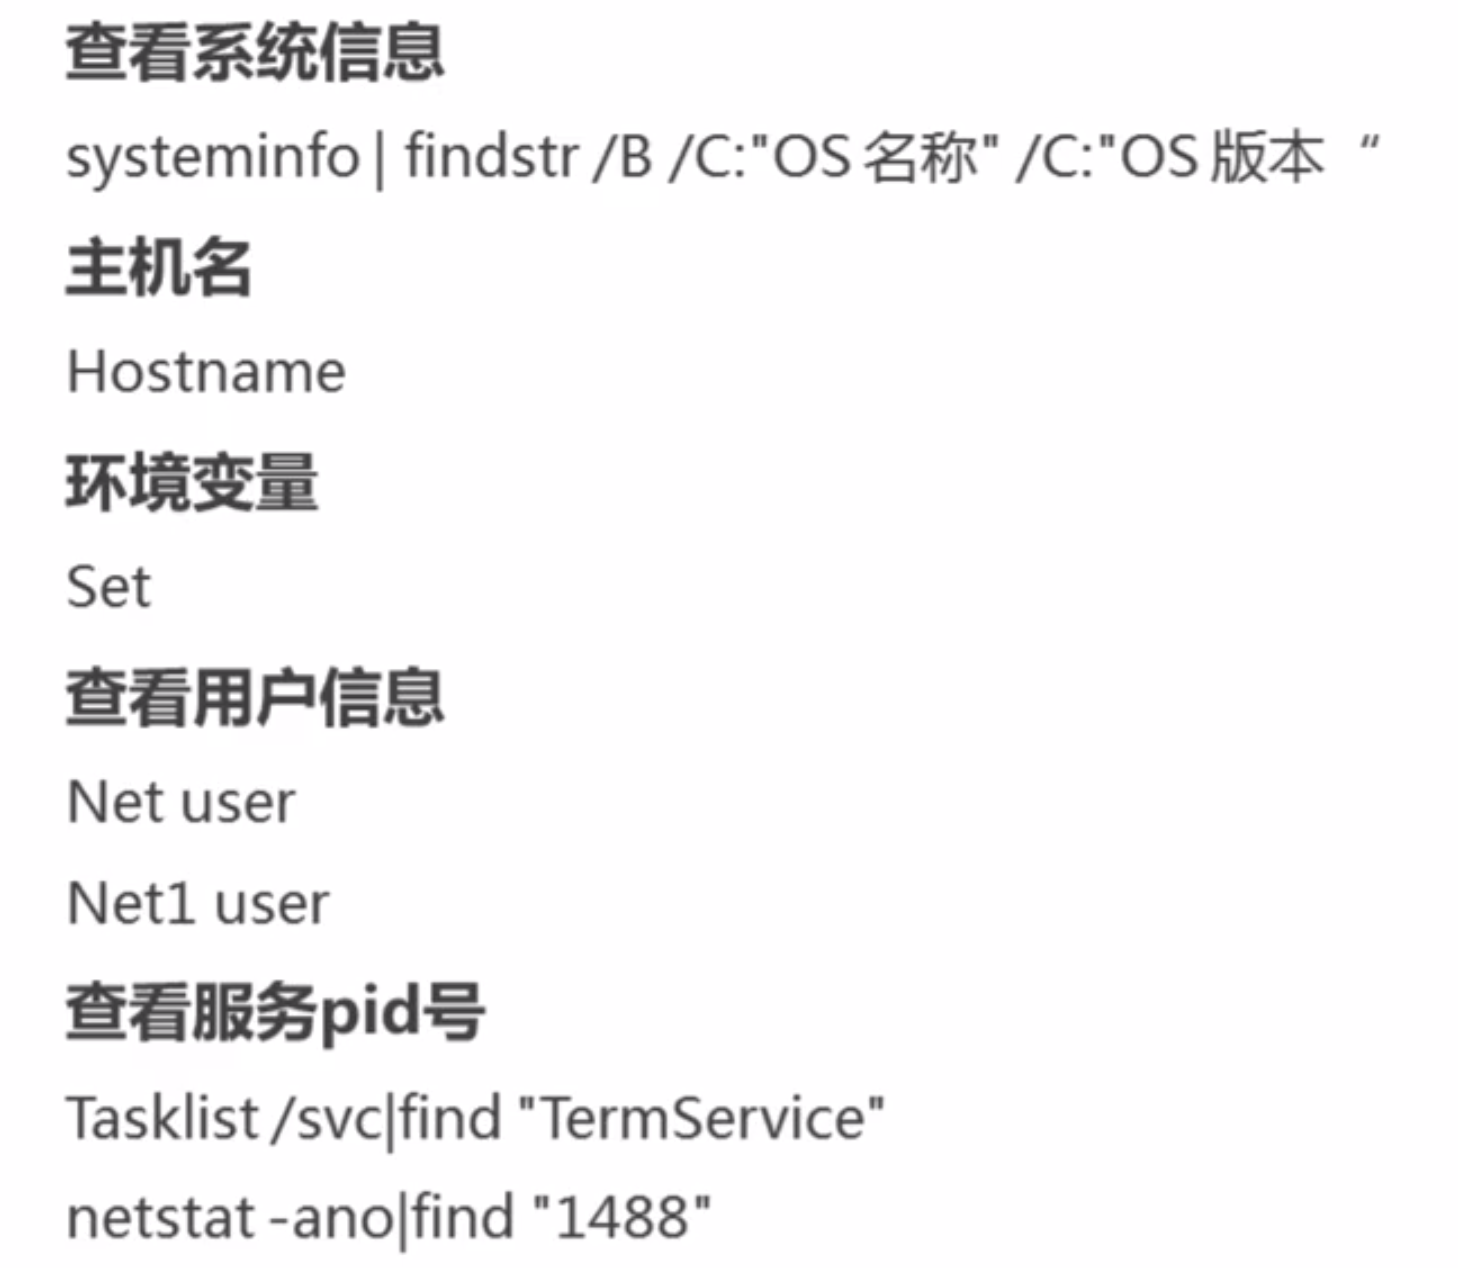 查看系统信息
systeminfo | findstr /B /C:"OS 名称" /C:"OS 版本 “
主机名
Hostname
环境变量
Set
查看用户信息
Net user
Net1 user
查看服务pid号
Tasklist /svc|find "TermService"
netstat -ano|find "1488"